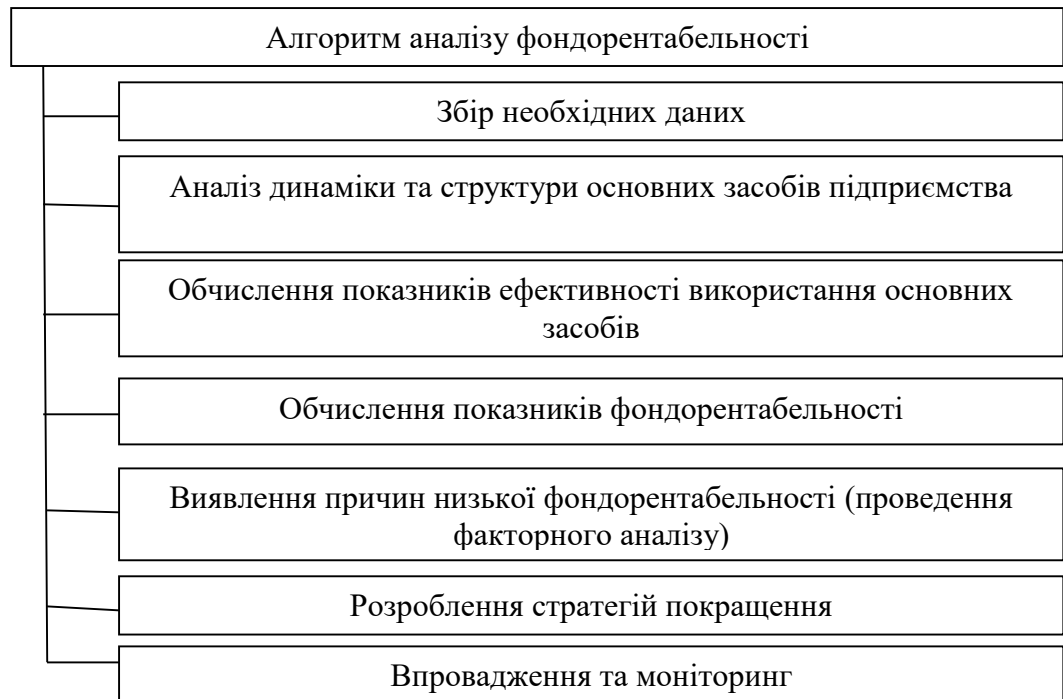 Алгоритм аналізу фондорентабельності
Збір необхідних даних
Аналіз динаміки та структури основних засобів підприємства
Обчислення показників ефективності використання основних
засобів
Обчислення показників фондорентабельності
Виявлення причин низької фондорентабельності (проведення
факторного аналізу)
Розроблення стратегій покращення
Впровадження та моніторинг